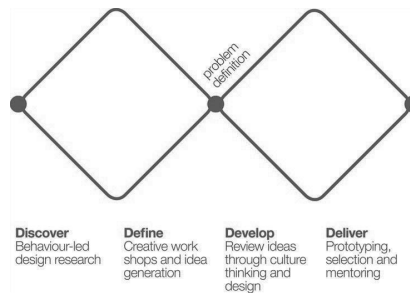 problem
definition
Discover
Behaviour-led
design research
Define
Creative work
shops and idea
generation
Develop
Review ideas
through culture
thinking and
design
Deliver
Prototyping,
selection and
mentoring